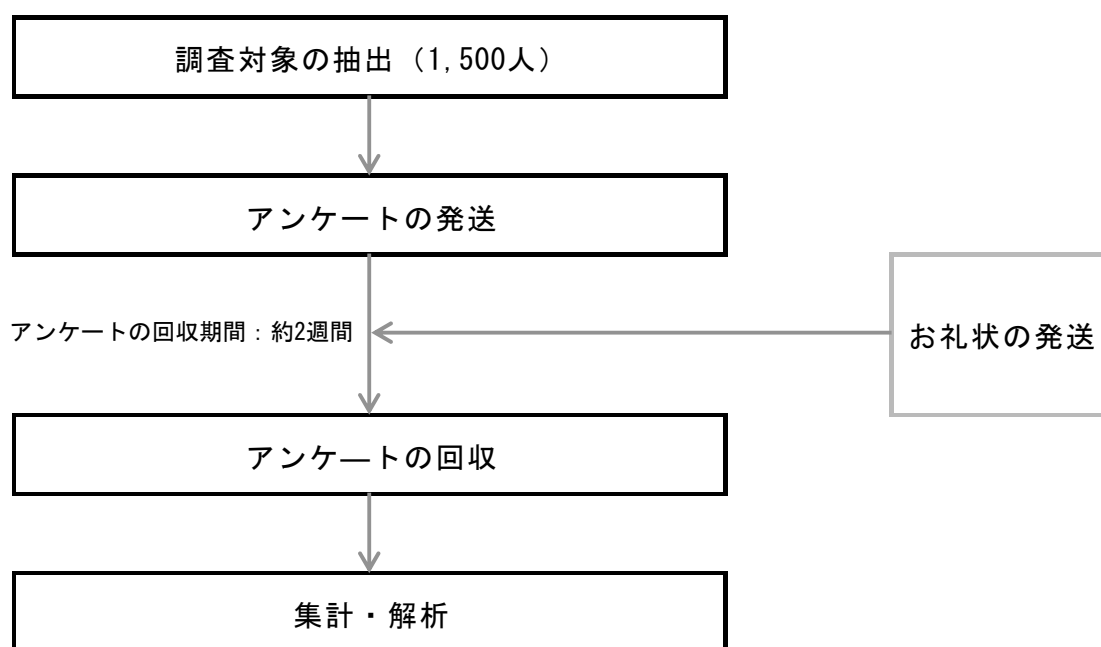 調査対象の抽出（1,500人）
アンケートの発送
アンケートの回収期間：約2週間
お礼状の発送
アンケ―トの回収
集計・解析